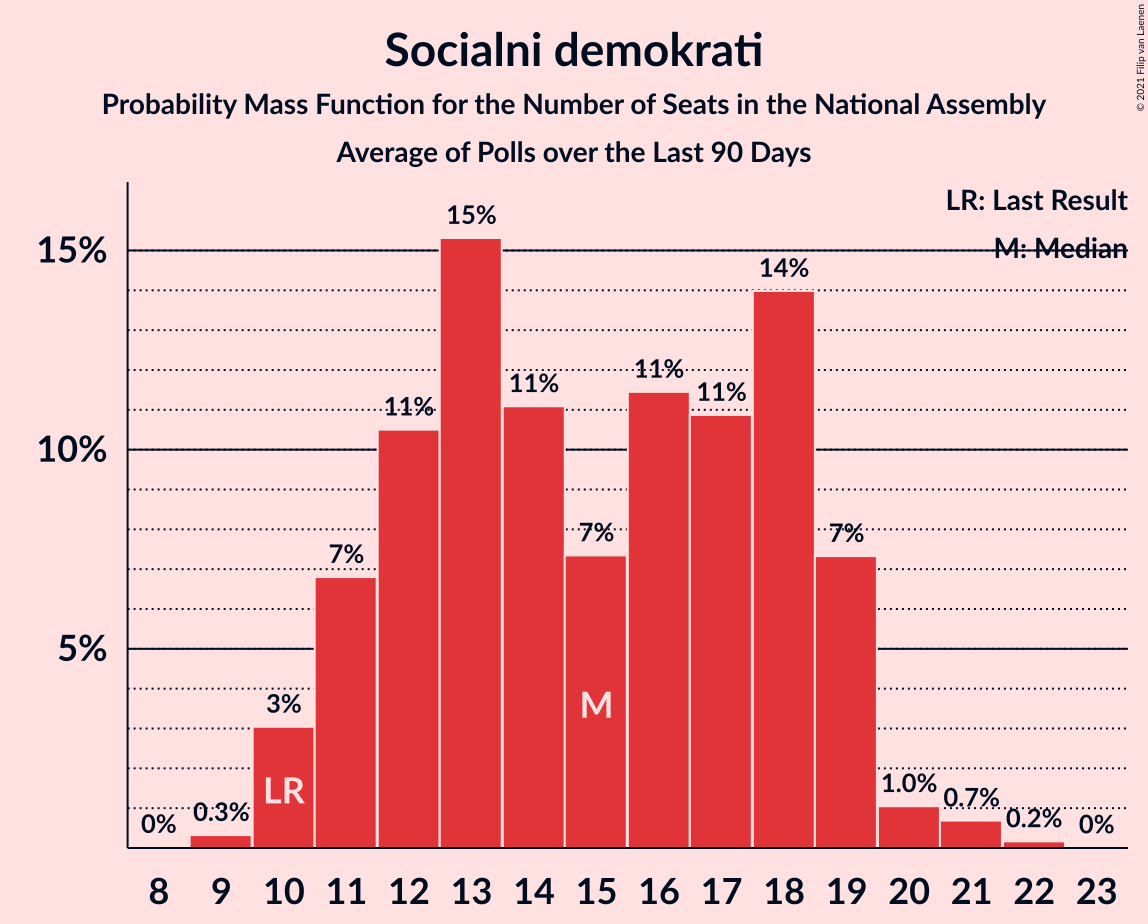 Socialni demokrati
Probability Mass Function for the Number of Seats in the National Assembly
Average of Polls over the Last 90 Days
© 2021 Filip van Laenen
LR: Last Result
M: Median
15%
10%
5%
0%
0.3%
3%
7%
11%
15%
11%
7%
11%
11%
14%
7%
1.0%
0.7%
0.2%
0%
LR
M
8 9 10 11 12 13 14 15 16 17 18 19 20 21 22 23